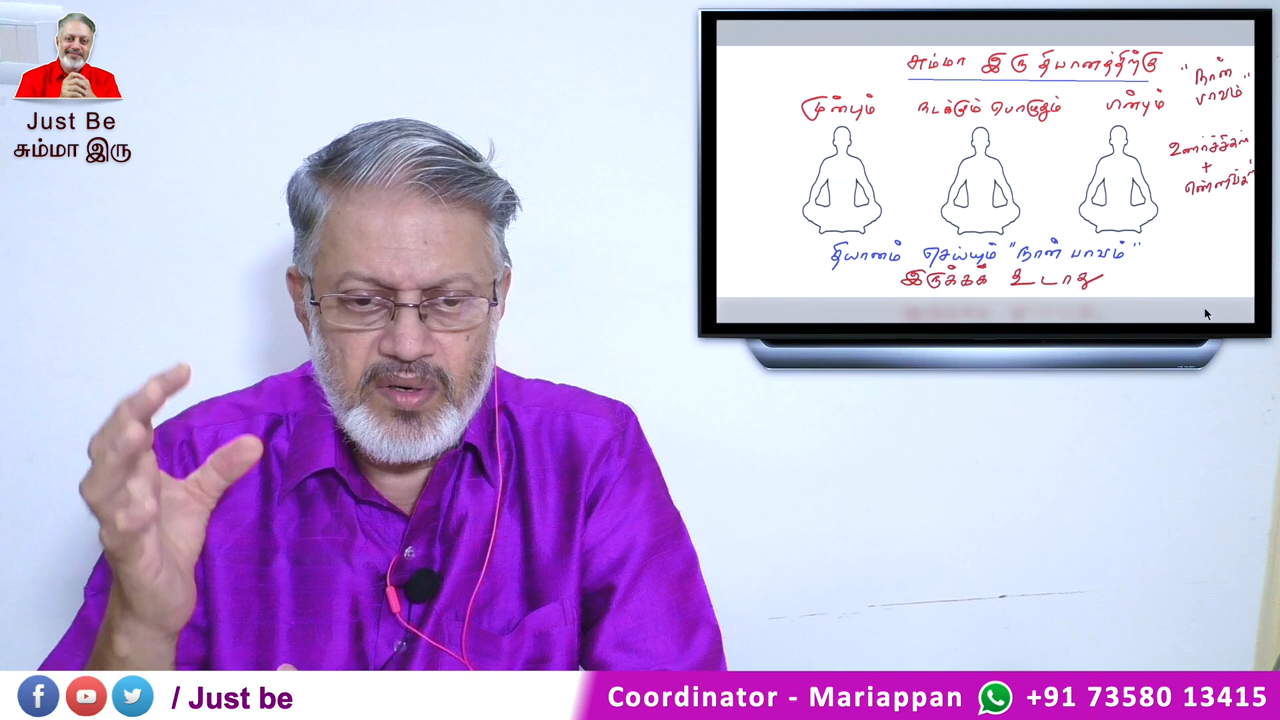 Just Be
சும்மா இரு
சும்மா இரு தியானத்திற்கு
முன்பும் நடக்கும் பொழுதும் பின்பும்
"நான்
பாவம்"
உணர்ச்சிகள்
+
எண்ணங்கள்
தியானம் செய்யும் "நான் பாவம்"
இருக்கக் கூடாது
/ Just be
Coordinator - Mariappan +91 73580 13415